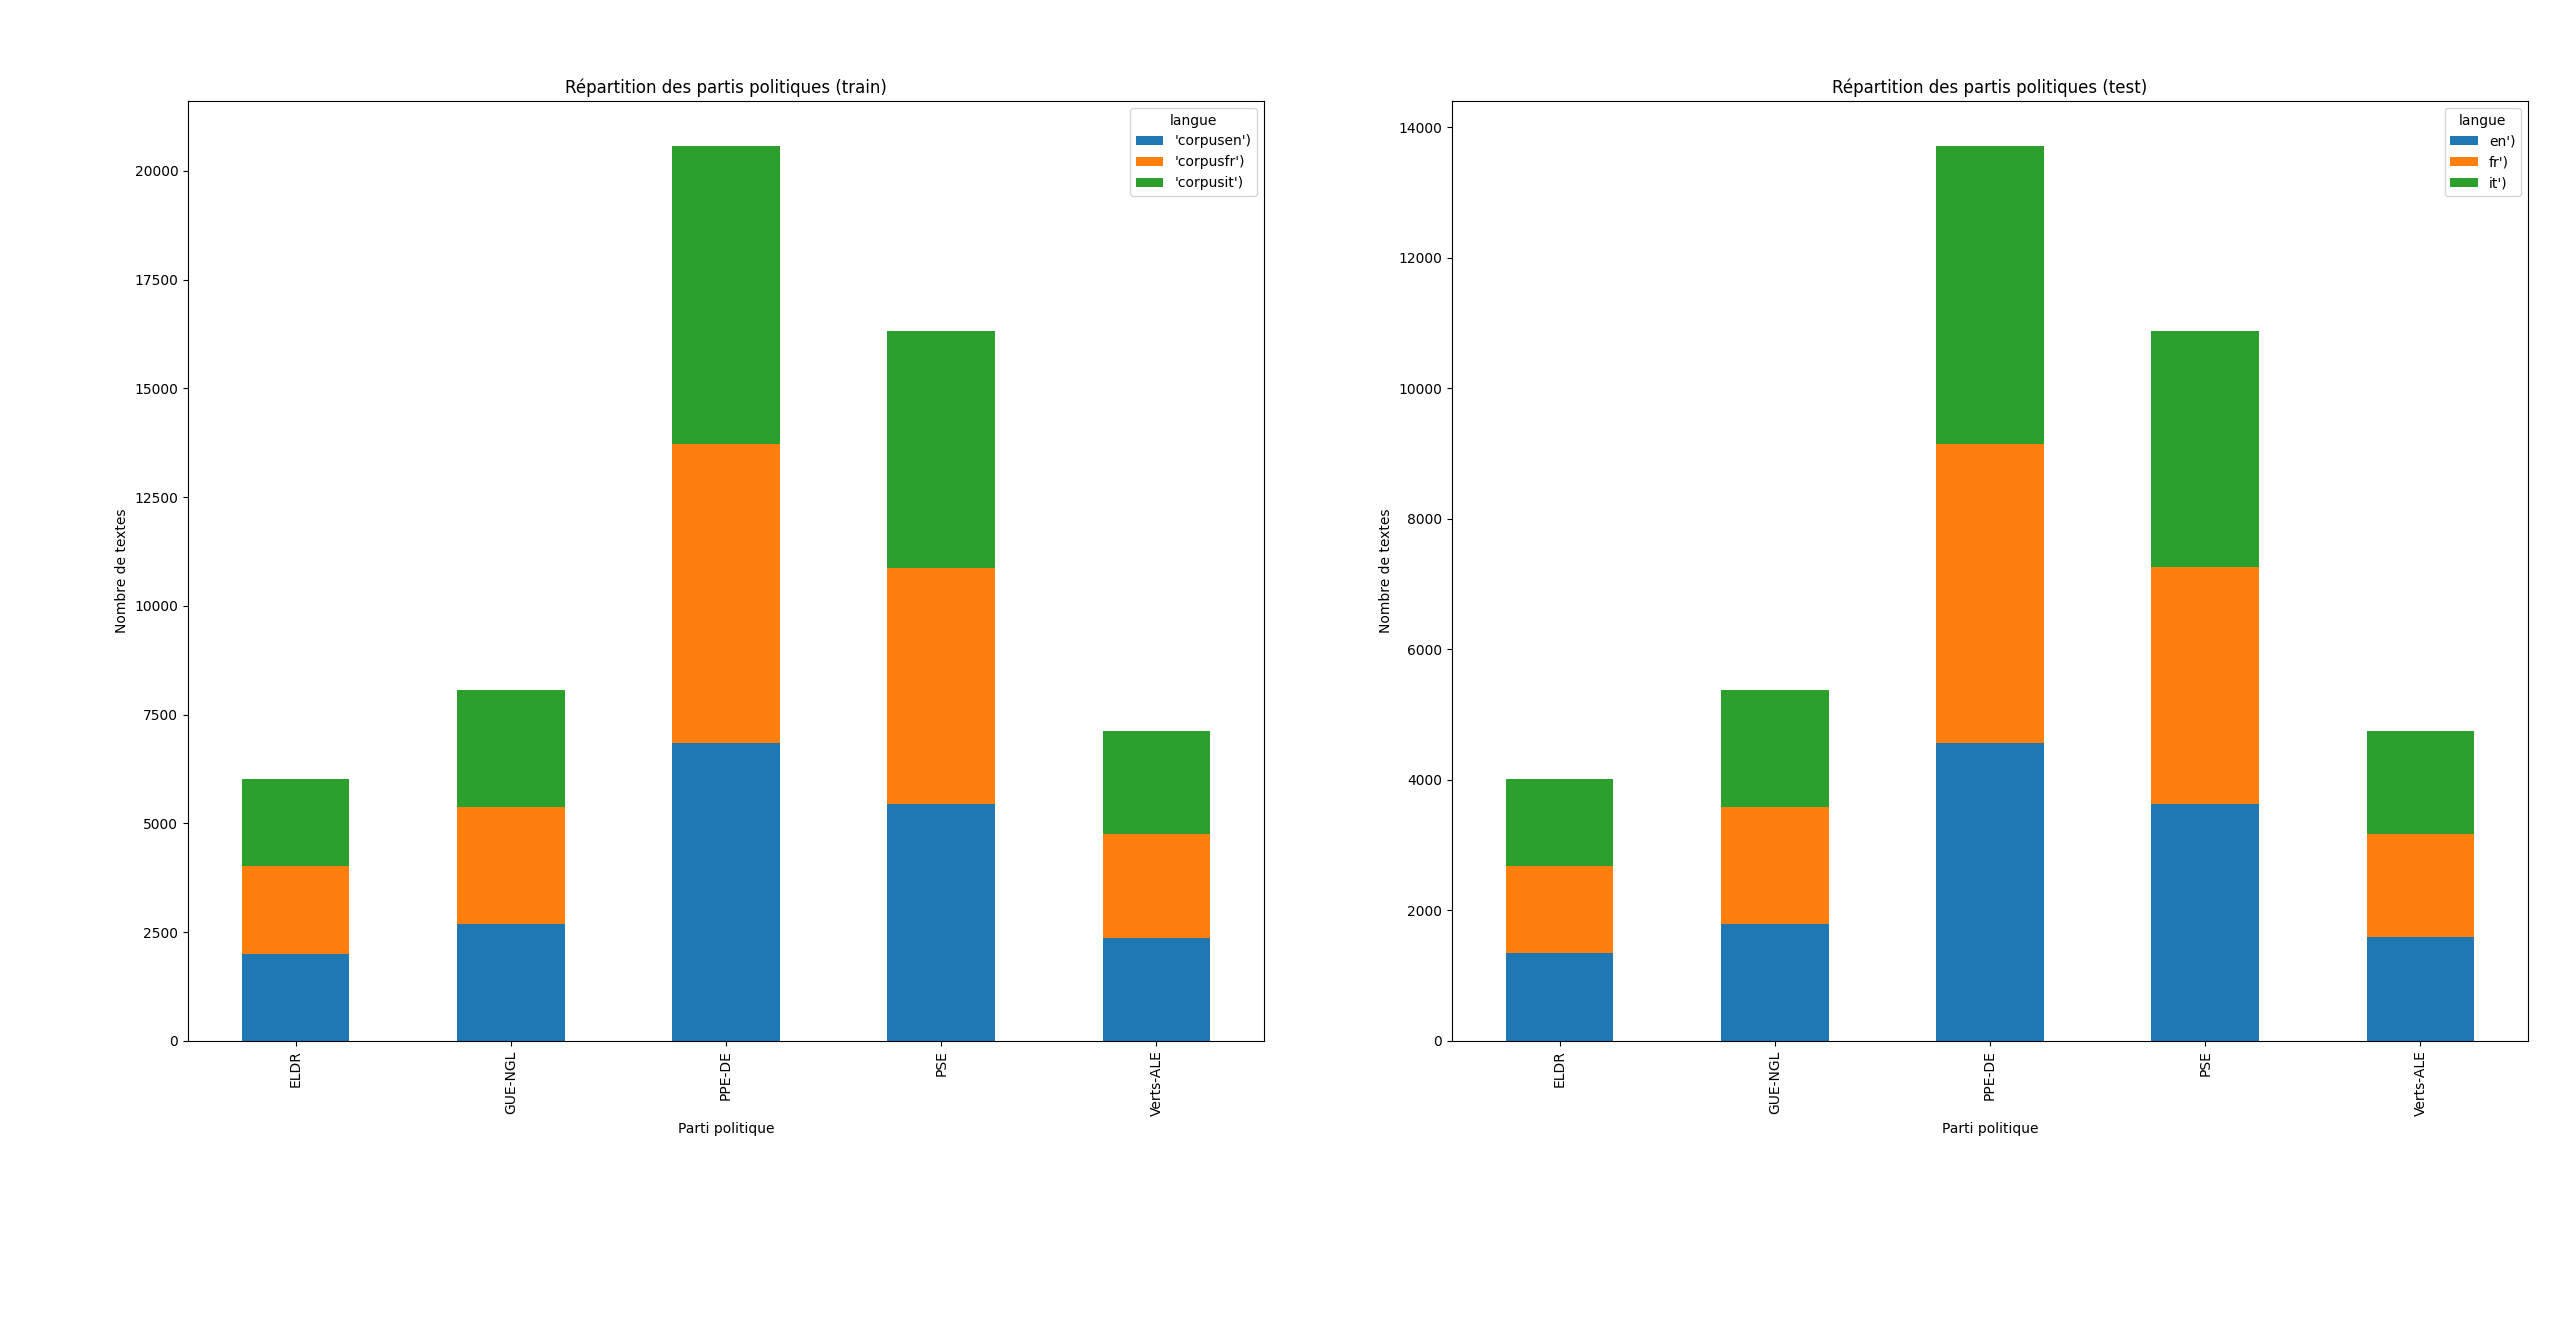 Répartition des partis politiques (train)
langue
'corpusen')
'corpusfr')
'corpusit')
20000
17500
15000
12500
10000
7500
5000
2500
0
Nombre de textes
ELDR
GUE-NGL
PPE-DE
PSE
Verts-ALE
Parti politique
Répartition des partis politiques (test)
langue
en')
fr')
it')
14000
12000
10000
8000
6000
4000
2000
0
Nombre de textes
ELDR
GUE-NGL
PPE-DE
PSE
Verts-ALE
Parti politique